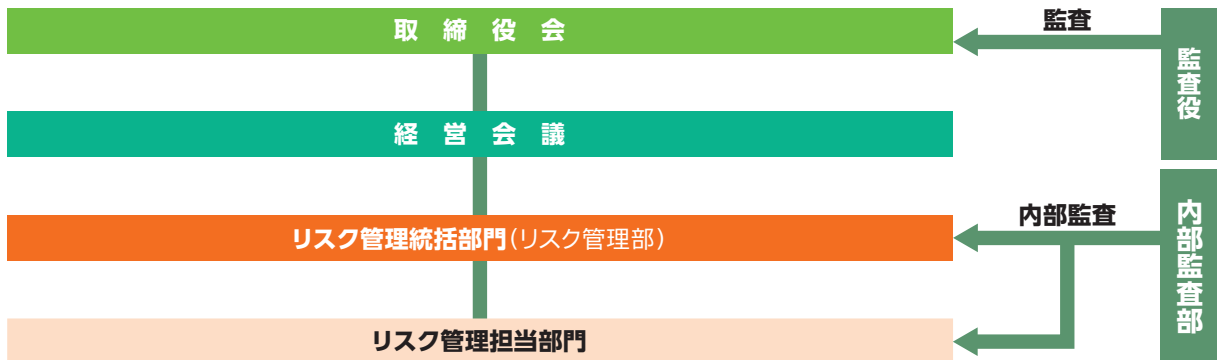 取締役会
監査
監査役
経営会議
リスク管理統括部門(リスク管理部)
内部監査
内部監査部
リスク管理担当部門